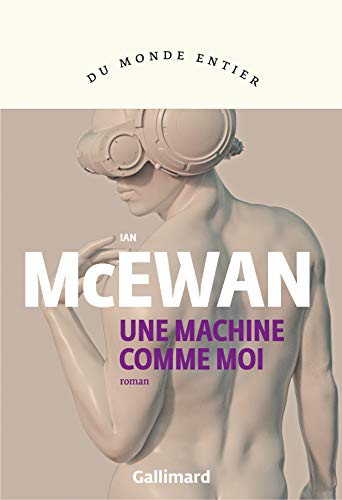 DU MONDE ENTIER
IAN
McEWAN
UNE MACHINE
COMME MOI
roman
Gallimard